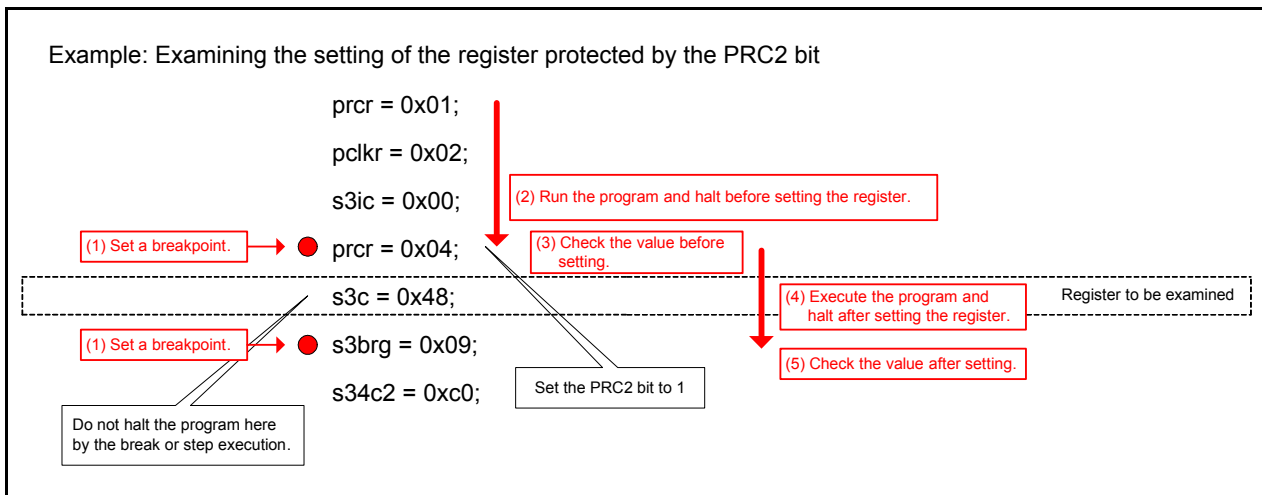 Example: Examining the setting of the register protected by the PRC2 bit
prcr = 0x01;
pclkr = 0x02;
s3ic = 0x00;
(2) Run the program and halt before setting the register.
(1) Set a breakpoint.
prcr = 0x04;
(3) Check the value before
setting.
s3c = 0x48;
(4) Execute the program and
halt after setting the register.
Register to be examined
(1) Set a breakpoint.
s3brg = 0x09;
(5) Check the value after setting.
s34c2 = 0xc0;
Set the PRC2 bit to 1
Do not halt the program here
by the break or step execution.